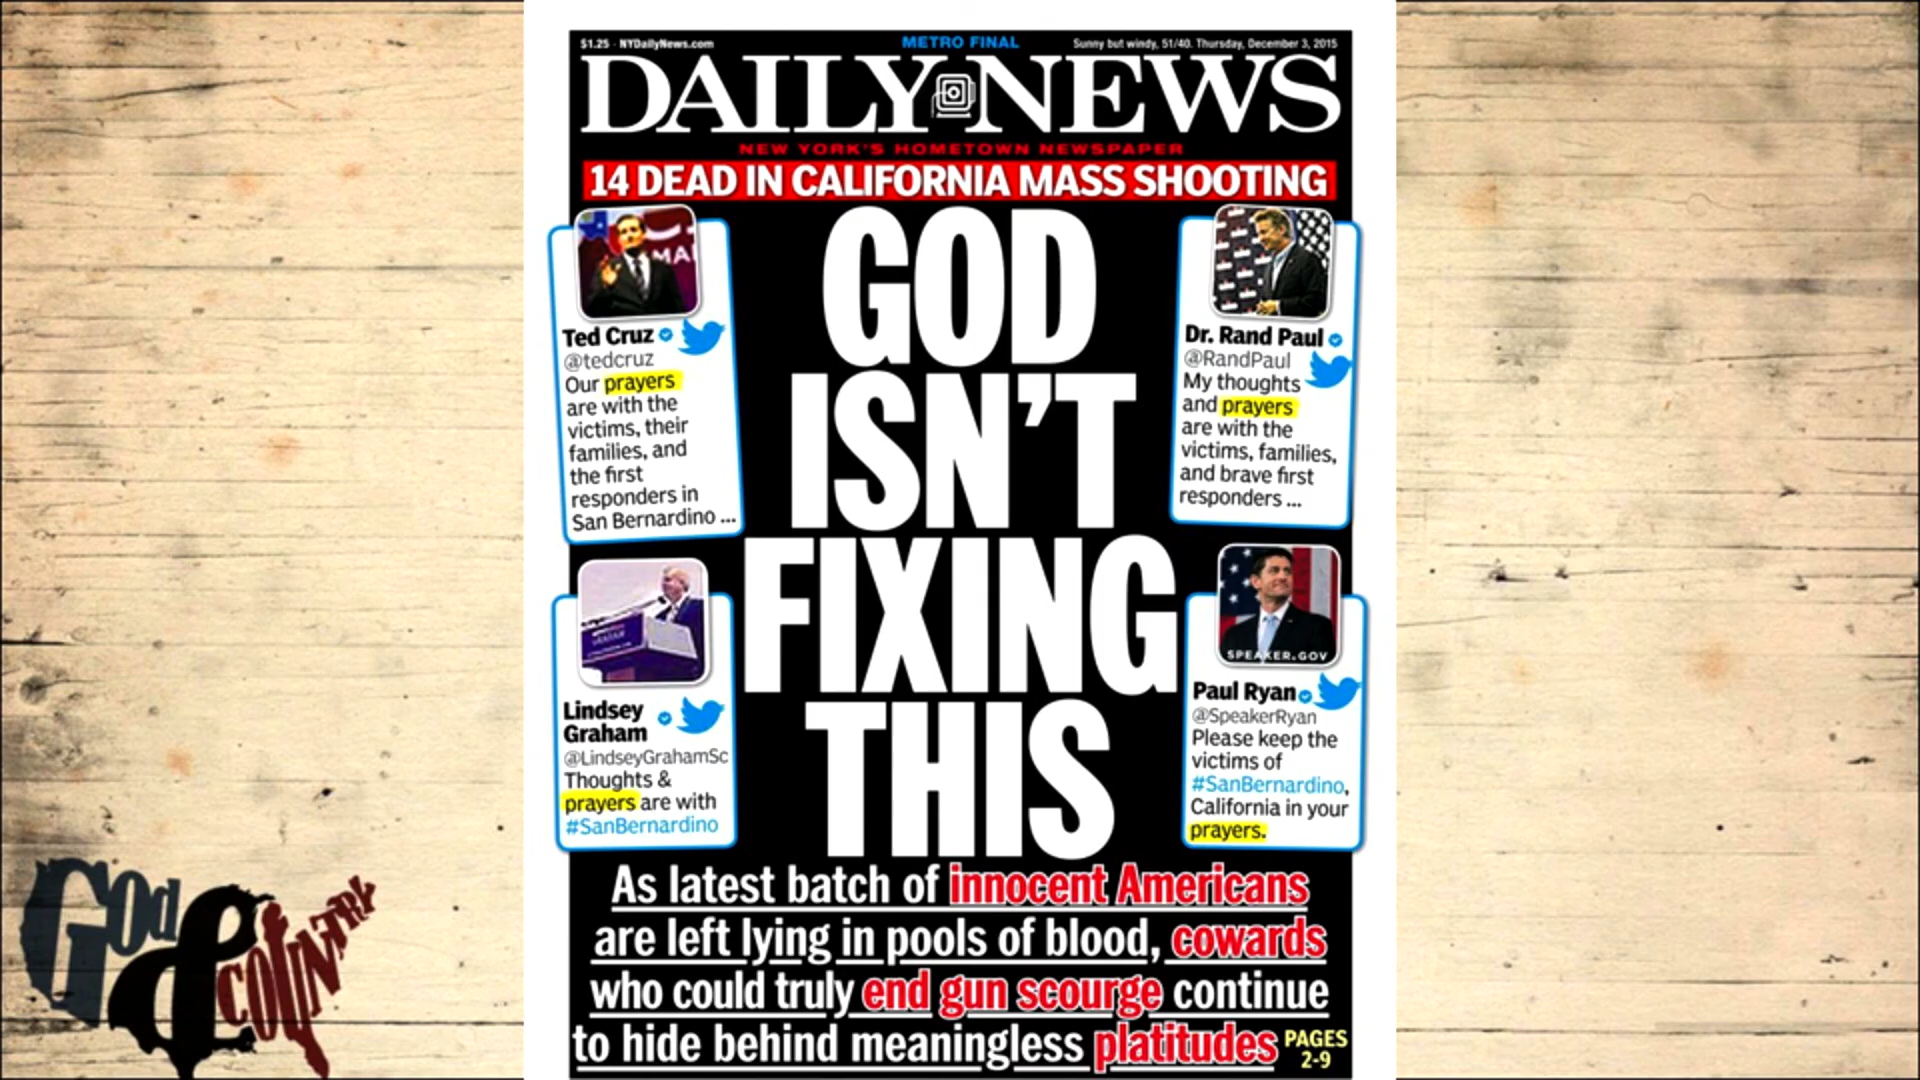 $1.25 · NYDailyNews.com
METRO FINAL
Sunny but windy, 51/40. Thursday, December 3, 2015
DAILY NEWS
NEW YORK'S HOMETOWN NEWSPAPER
14 DEAD IN CALIFORNIA MASS SHOOTING
GOD
ISN'T
FIXING
THIS
MA
Ted Cruz
@tedcruz
Our prayers
are with the
victims, their
families, and
the first
responders in
San Bernardino ...
Dr. Rand Paul
@RandPaul
My thoughts
and prayers
are with the
victims, families,
and brave first
responders ...
Lindsey
Graham
@LindseyGrahamSc
Thoughts &
prayers are with
#SanBernardino
SPEAKER.GOV
Paul Ryan
@SpeakerRyan
Please keep the
victims of
#SanBernardino,
California in your
prayers.
As latest batch of innocent Americans
are left lying in pools of blood, cowards
who could truly end gun scourge continue
to hide behind meaningless platitudes
PAGES
2-9
God
&
COUNTRY